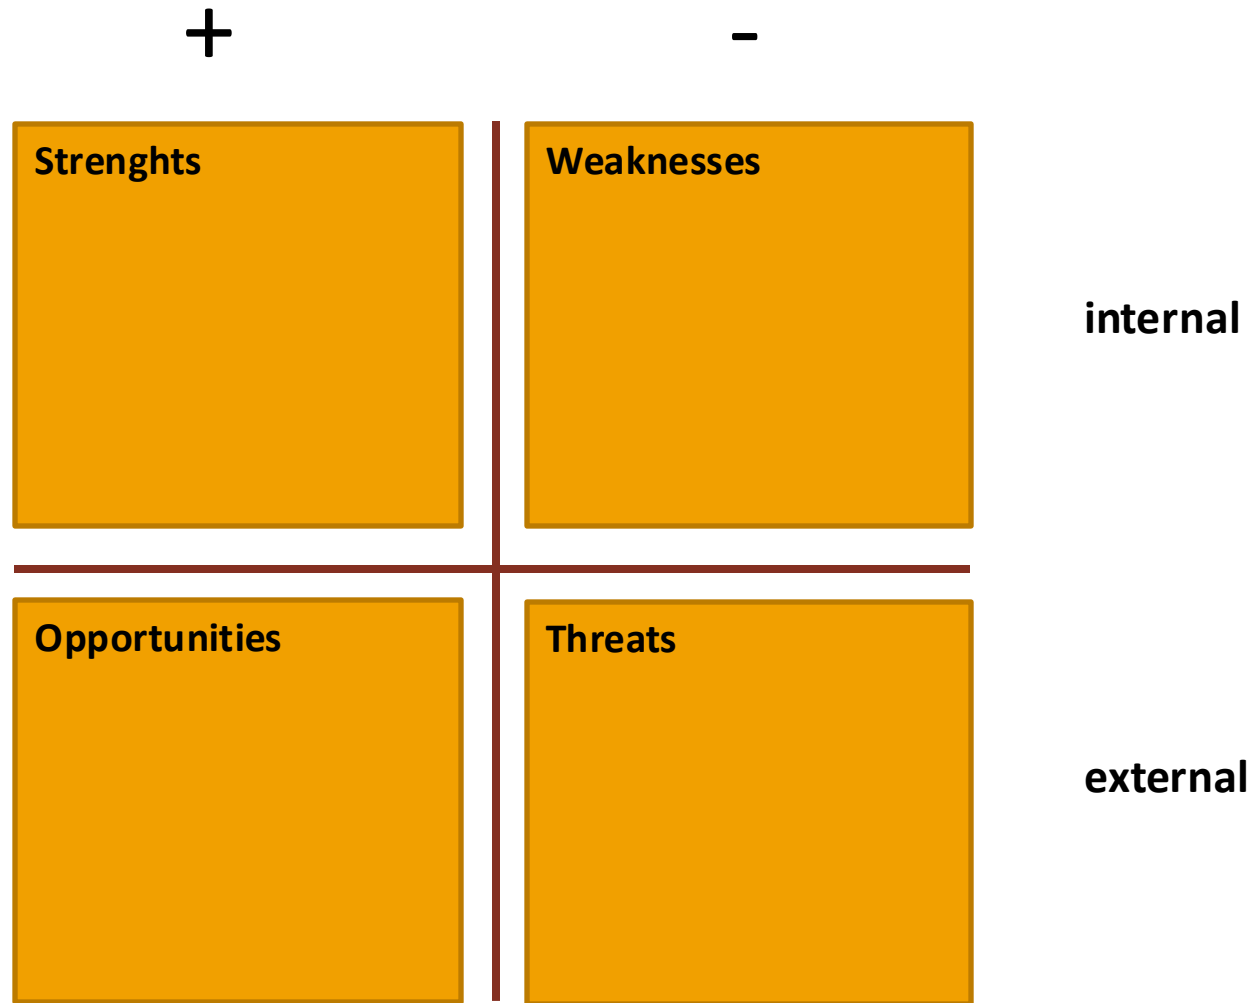 + -
Strenghts Weaknesses
internal
Opportunities Threats
external